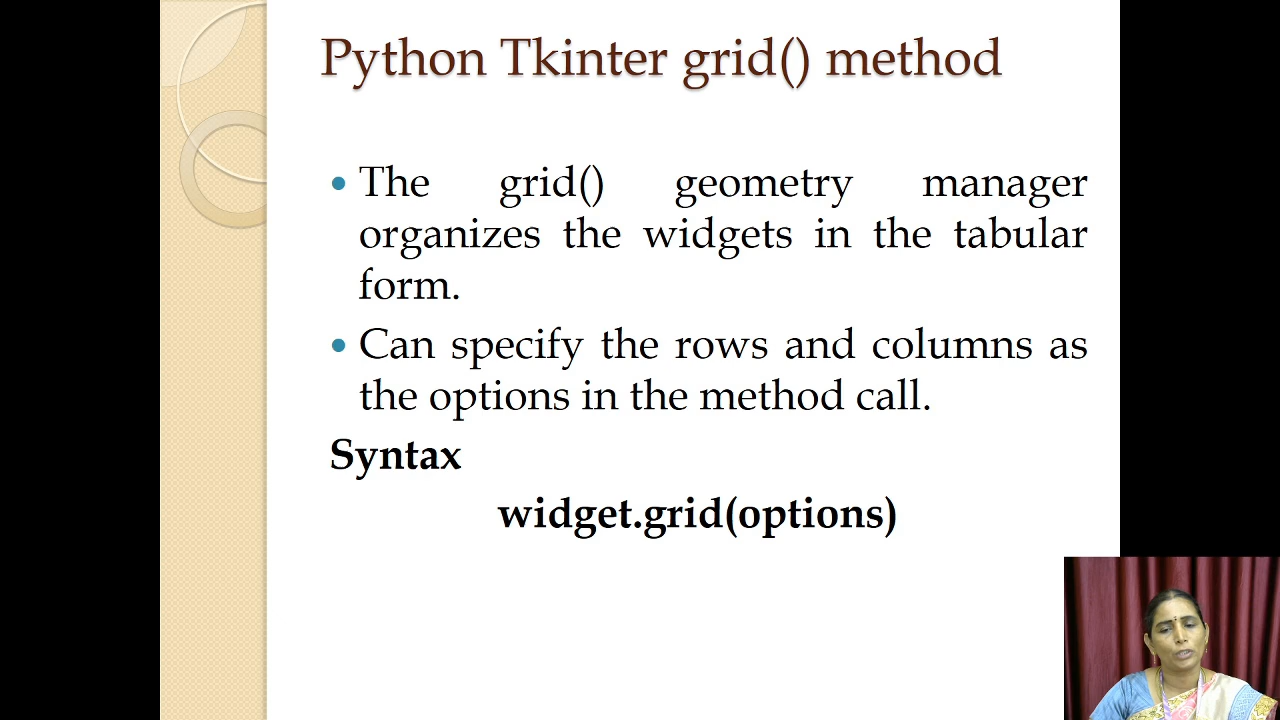 Python Tkinter grid() method
• The grid() geometry manager
organizes the widgets in the tabular
form.
• Can specify the rows and columns as
the options in the method call.
Syntax
widget.grid(options)